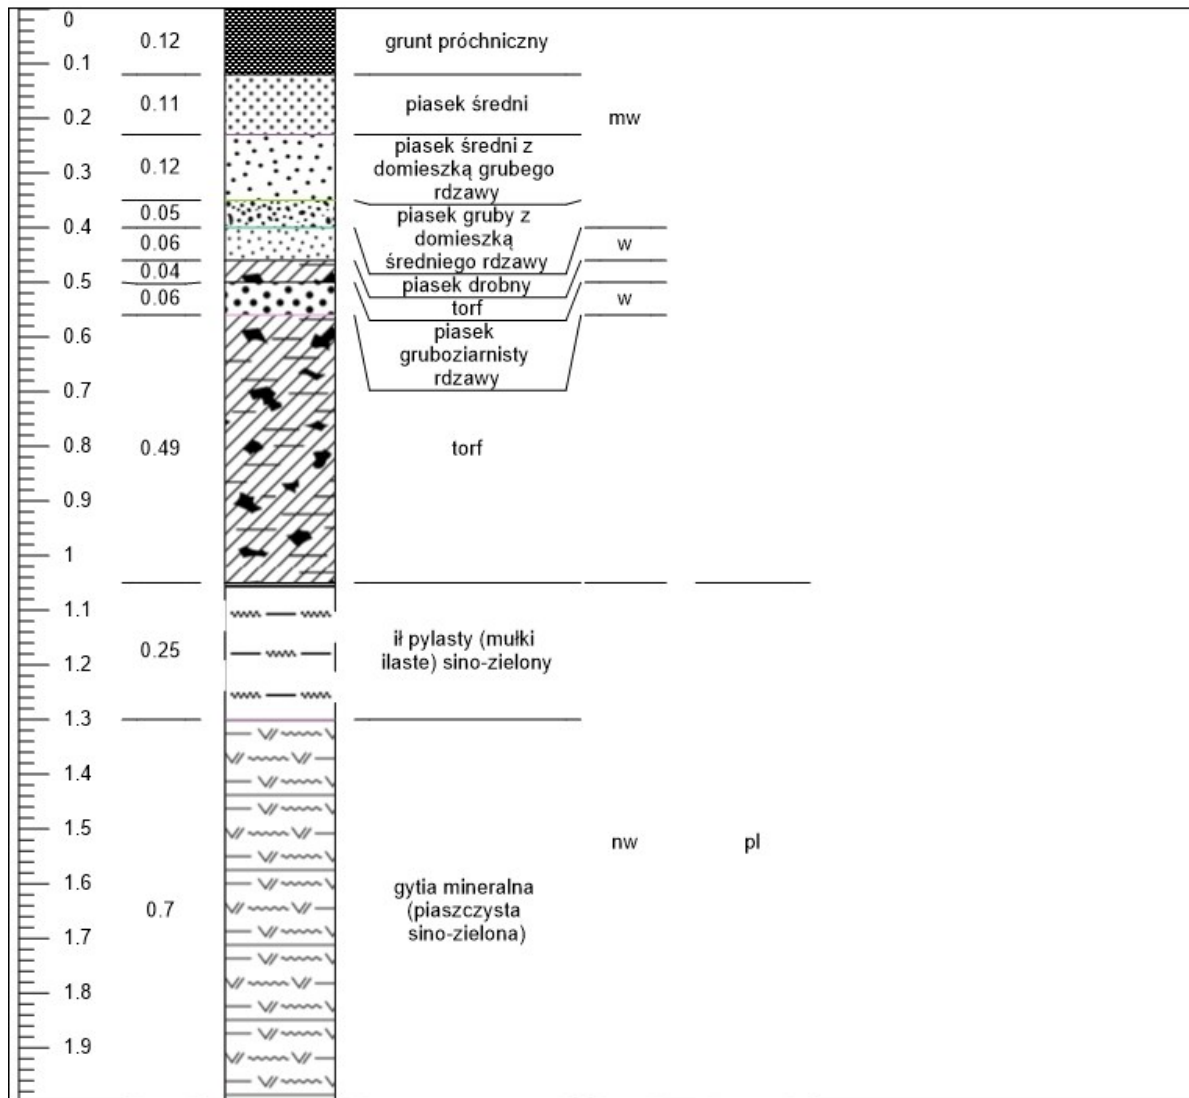 0
0.12
grunt próchniczny
0.1
0.11
piasek średni
0.2
mw
piasek średni z
0.12
domieszką grubego
0.3
rdzawy
0.05
piasek gruby z
0.4
domieszką
0.06
w
średniego rdzawy
0.04
0.5
piasek drobny
0.06
torf
w
0.6
piasek
gruboziarnisty
rdzawy
0.7
0.8
0.49
torf
0.9
1
1.1
0.25
ił pylasty (mułki
ilaste) sino-zielony
1.2
1.3
1.4
1.5
nw
pl
1.6
0.7
gytia mineralna
(piaszczysta
sino-zielona)
1.7
1.8
1.9